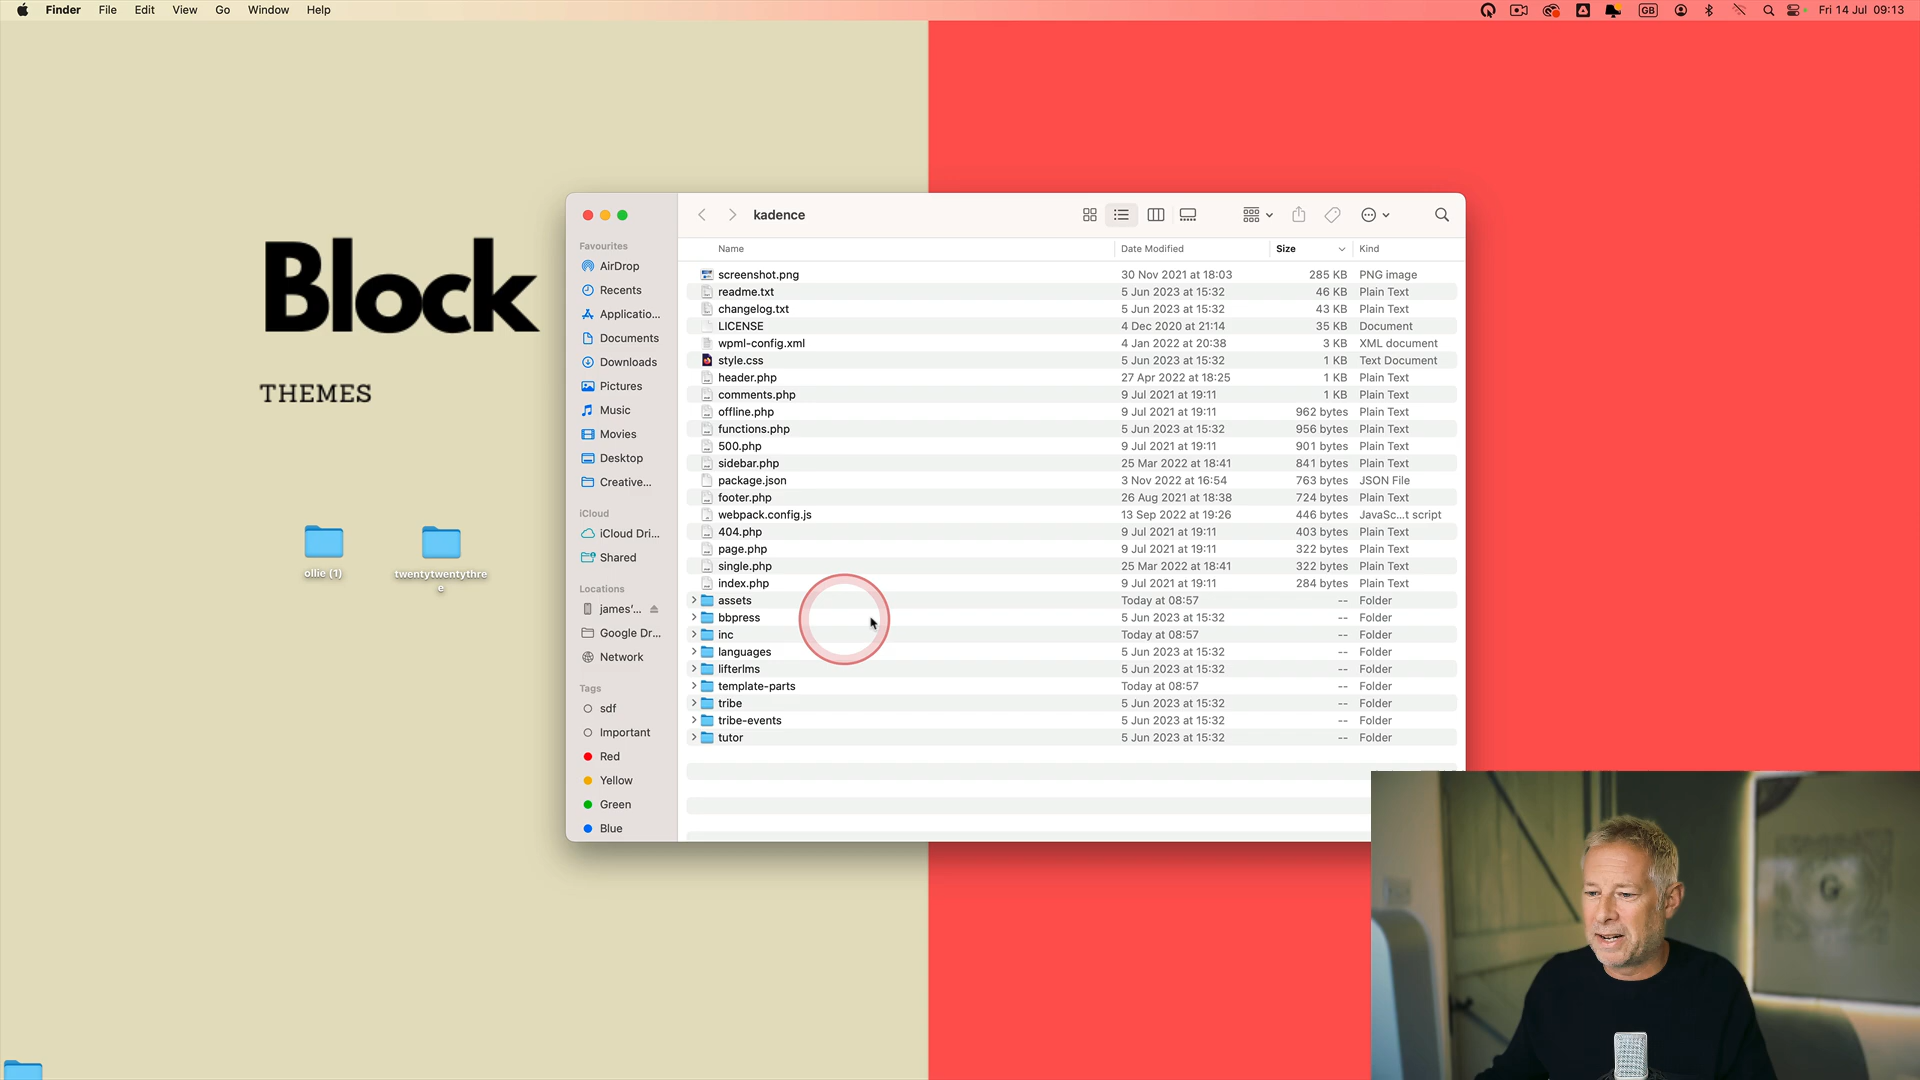 Finder File Edit View Go Window Help
GB
Fri 14 Jul 09:13
Block
THEMES
ollie (1)
twentytwentythre
e
kadence
Favourites
AirDrop
Recents
Applicatio...
Documents
Downloads
Pictures
Music
Movies
Desktop
Creative...
iCloud
iCloud Dri...
Shared
Locations
james'...
Google Dr...
Network
Tags
sdf
Important
Red
Yellow
Green
Blue
Name Date Modified Size Kind
screenshot.png 30 Nov 2021 at 18:03 285 KB PNG image
readme.txt 5 Jun 2023 at 15:32 46 KB Plain Text
changelog.txt 5 Jun 2023 at 15:32 43 KB Plain Text
LICENSE 4 Dec 2020 at 21:14 35 KB Document
wpml-config.xml 4 Jan 2022 at 20:38 3 KB XML document
style.css 5 Jun 2023 at 15:32 1 KB Text Document
header.php 27 Apr 2022 at 18:25 1 KB Plain Text
comments.php 9 Jul 2021 at 19:11 1 KB Plain Text
offline.php 9 Jul 2021 at 19:11 962 bytes Plain Text
functions.php 5 Jun 2023 at 15:32 956 bytes Plain Text
500.php 9 Jul 2021 at 19:11 901 bytes Plain Text
sidebar.php 25 Mar 2022 at 18:41 841 bytes Plain Text
package.json 3 Nov 2022 at 16:54 763 bytes JSON File
footer.php 26 Aug 2021 at 18:38 724 bytes Plain Text
webpack.config.js 13 Sep 2022 at 19:26 446 bytes JavaSc...t script
404.php 9 Jul 2021 at 19:11 403 bytes Plain Text
page.php 9 Jul 2021 at 19:11 322 bytes Plain Text
single.php 25 Mar 2022 at 18:41 322 bytes Plain Text
index.php 9 Jul 2021 at 19:11 284 bytes Plain Text
assets Today at 08:57 -- Folder
bbpress 5 Jun 2023 at 15:32 -- Folder
inc Today at 08:57 -- Folder
languages 5 Jun 2023 at 15:32 -- Folder
lifterlms 5 Jun 2023 at 15:32 -- Folder
template-parts Today at 08:57 -- Folder
tribe 5 Jun 2023 at 15:32 -- Folder
tribe-events 5 Jun 2023 at 15:32 -- Folder
tutor 5 Jun 2023 at 15:32 -- Folder